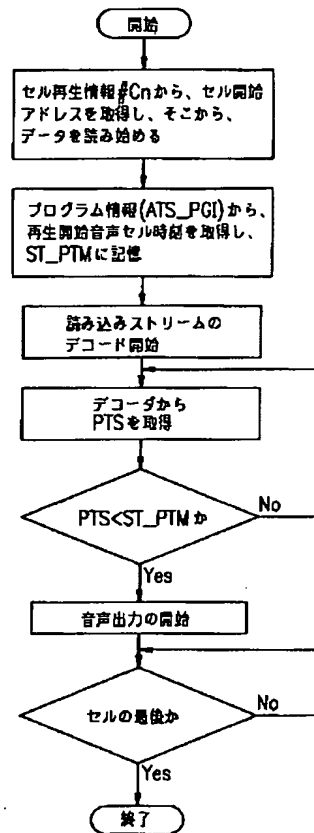 開始
セル再生情報#Cnから、セル開始
アドレスを取得し、そこから、
データを読み始める
プログラム情報(ATS_PGI)から、
再生開始音声セル時刻を取得し、
ST_PTMに記憶
読み込みストリームの
デコード開始
デコーダから
PTSを取得
PTS<ST_PTMか
No
Yes
音声出力の開始
セルの最後か
No
Yes
終了